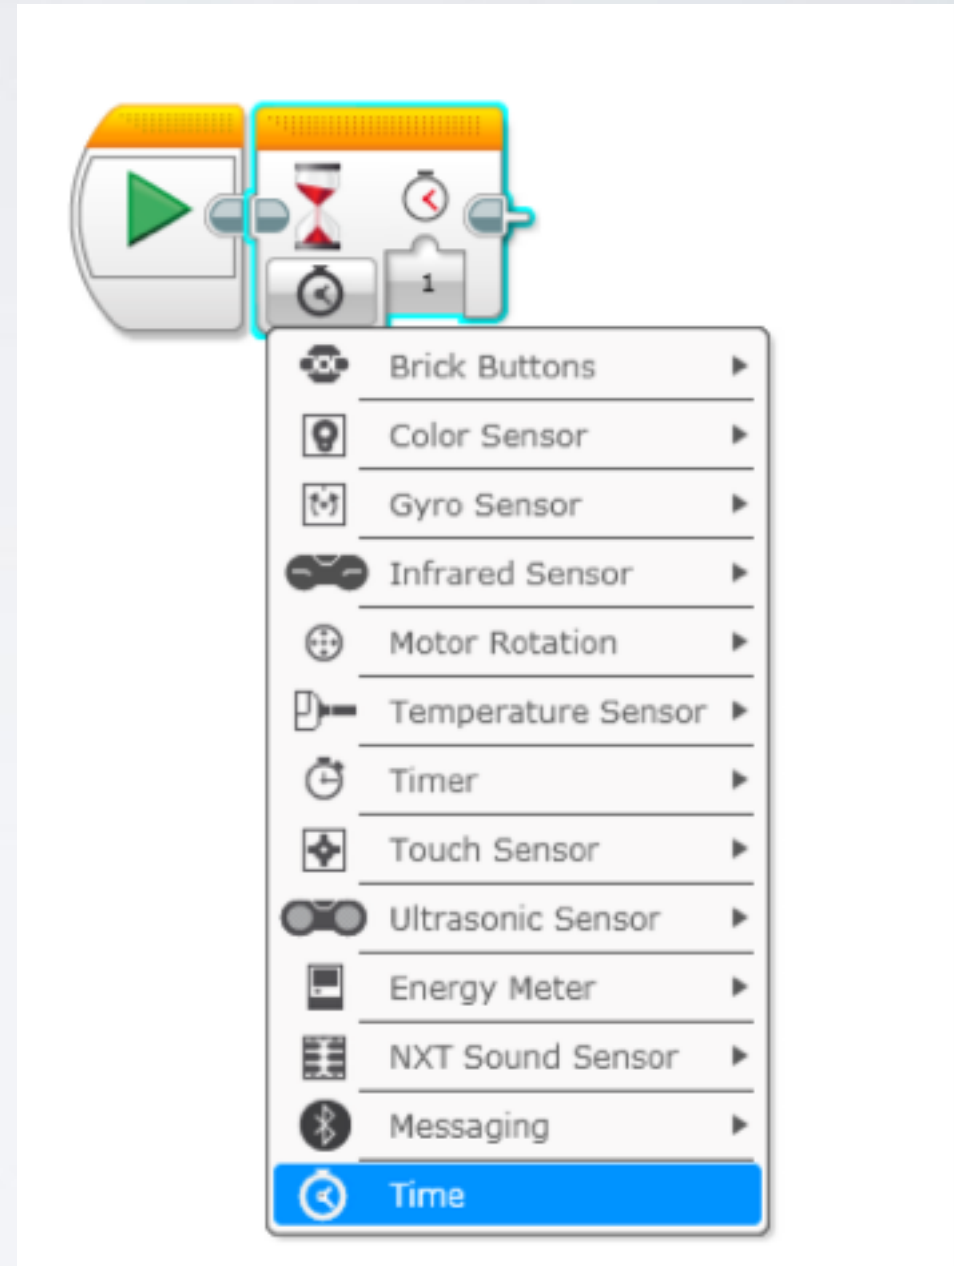 1
Brick Buttons
Color Sensor
Gyro Sensor
Infrared Sensor
Motor Rotation
Temperature Sensor
Timer
Touch Sensor
Ultrasonic Sensor
Energy Meter
NXT Sound Sensor
Messaging
Time